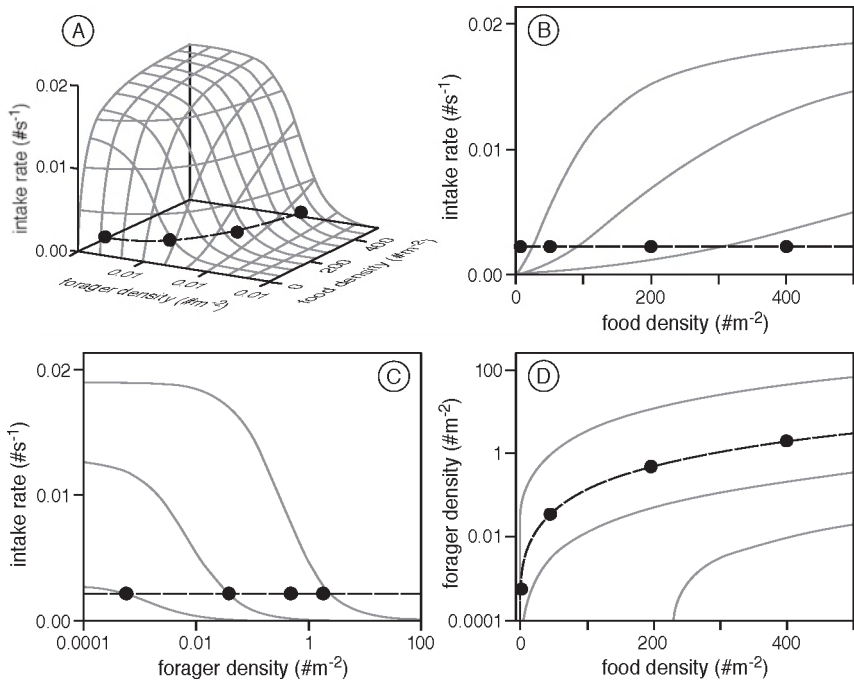 A
intake rate (#s-1)
0.02
0.01
0.00
0.01
0.01
0.01
forager density (#m-2)
0
200
400
food density (#m-2)
B
intake rate (#s-1)
0.02
0.01
0.00
0
200
400
food density (#m-2)
C
intake rate (#s-1)
0.02
0.01
0.00
0.0001
0.01
1
100
forager density (#m-2)
D
forager density (#m-2)
100
1
0.01
0.0001
0
200
400
food density (#m-2)